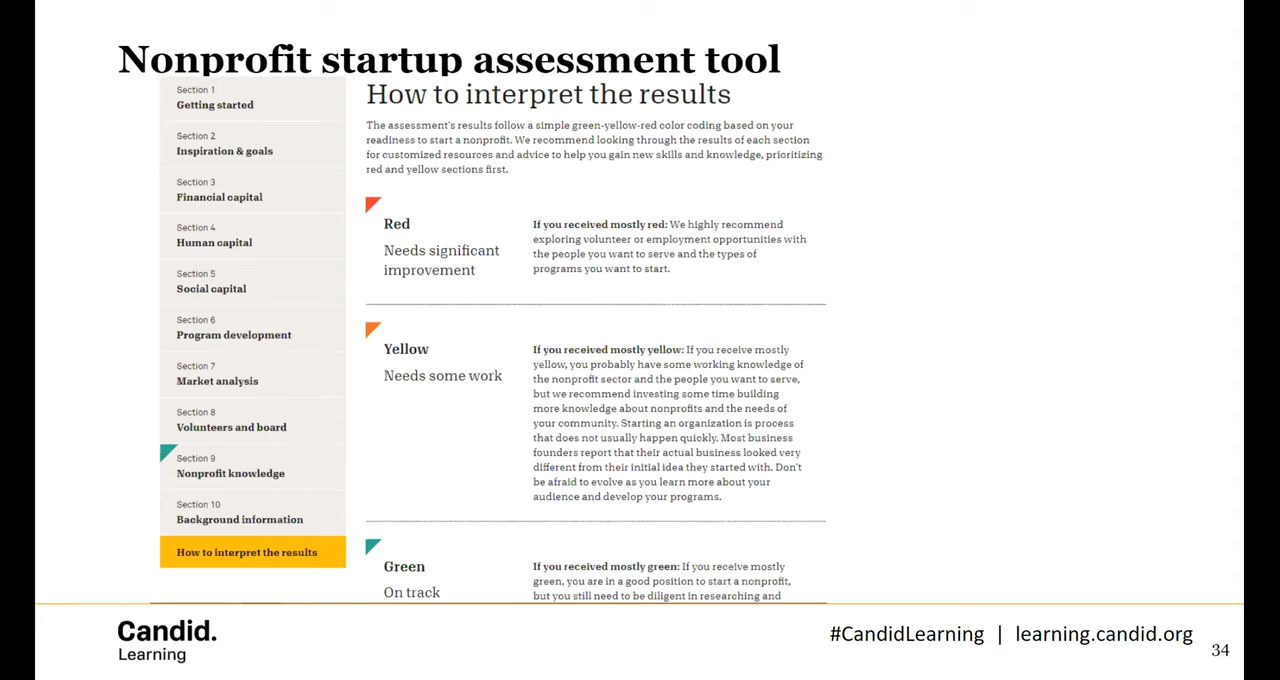 Nonprofit startup assessment tool
Section 1
Getting started
Section 2
Inspiration & goals
Section 3
Financial capital
Section 4
Human capital
Section 5
Social capital
Section 6
Program development
Section 7
Market analysis
Section 8
Volunteers and board
Section 9
Nonprofit knowledge
Section 10
Background information
How to interpret the results
How to interpret the results
The assessment's results follow a simple green-yellow-red color coding based on your
readiness to start a nonprofit. We recommend looking through the results of each section
for customized resources and advice to help you gain new skills and knowledge, prioritizing
red and yellow sections first.
Red
Needs significant
improvement
If you received mostly red: We highly recommend
exploring volunteer or employment opportunities with
the people you want to serve and the types of
programs you want to start.
Yellow
Needs some work
If you received mostly yellow: If you receive mostly
yellow, you probably have some working knowledge of
the nonprofit sector and the people you want to serve,
but we recommend investing some time building
more knowledge about nonprofits and the needs of
your community. Starting an organization is process
that does not usually happen quickly. Most business
founders report that their actual business looked very
different from their initial idea they started with. Don't
be afraid to evolve as you learn more about your
audience and develop your programs.
Green
On track
If you received mostly green: If you receive mostly
green, you are in a good position to start a nonprofit,
but you still need to be diligent in researching and
Candid.
Learning
#CandidLearning | learning.candid.org
34